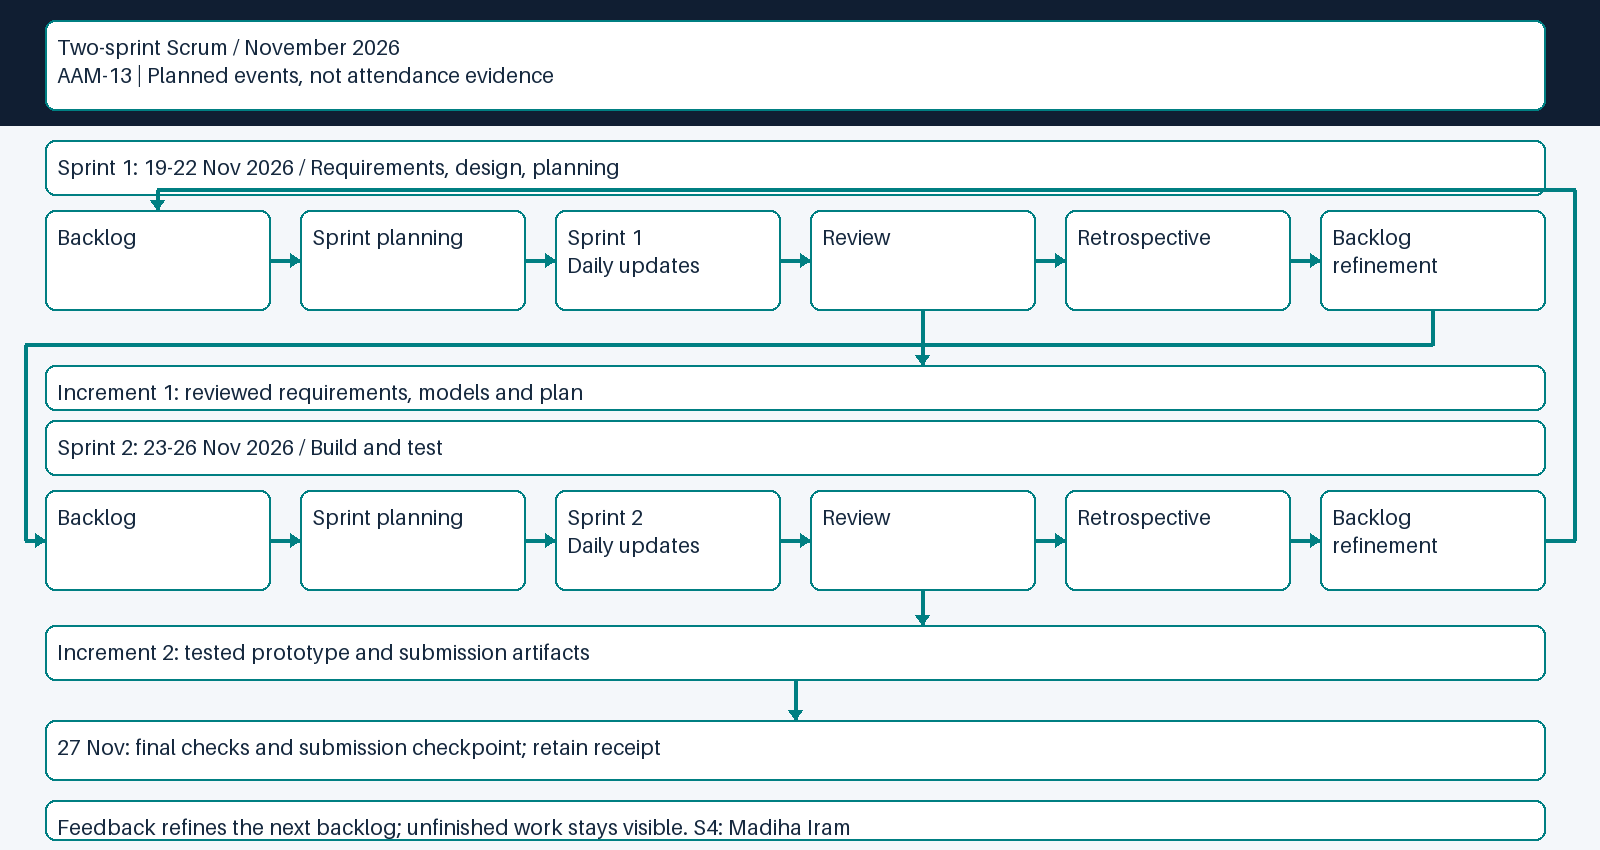 Two-sprint Scrum / November 2026
AAM-13 | Planned events, not attendance evidence
Sprint 1: 19-22 Nov 2026 / Requirements, design, planning
Backlog
Sprint planning
Sprint 1
Daily updates
Review
Retrospective
Backlog
refinement
Increment 1: reviewed requirements, models and plan
Sprint 2: 23-26 Nov 2026 / Build and test
Backlog
Sprint planning
Sprint 2
Daily updates
Review
Retrospective
Backlog
refinement
Increment 2: tested prototype and submission artifacts
27 Nov: final checks and submission checkpoint; retain receipt
Feedback refines the next backlog; unfinished work stays visible. S4: Madiha Iram